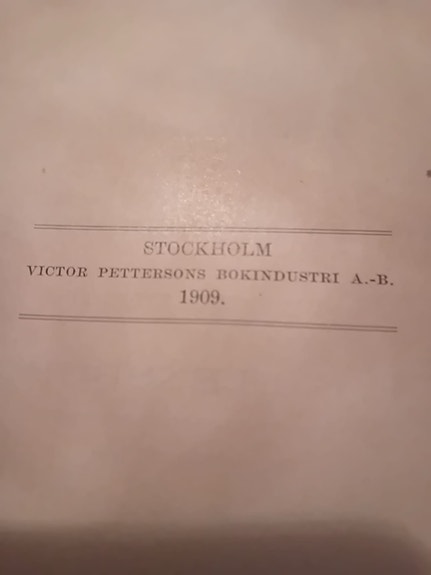 STOCKHOLM
VICTOR PETTERSONS BOKINDUSTRI A.-B.
1909.